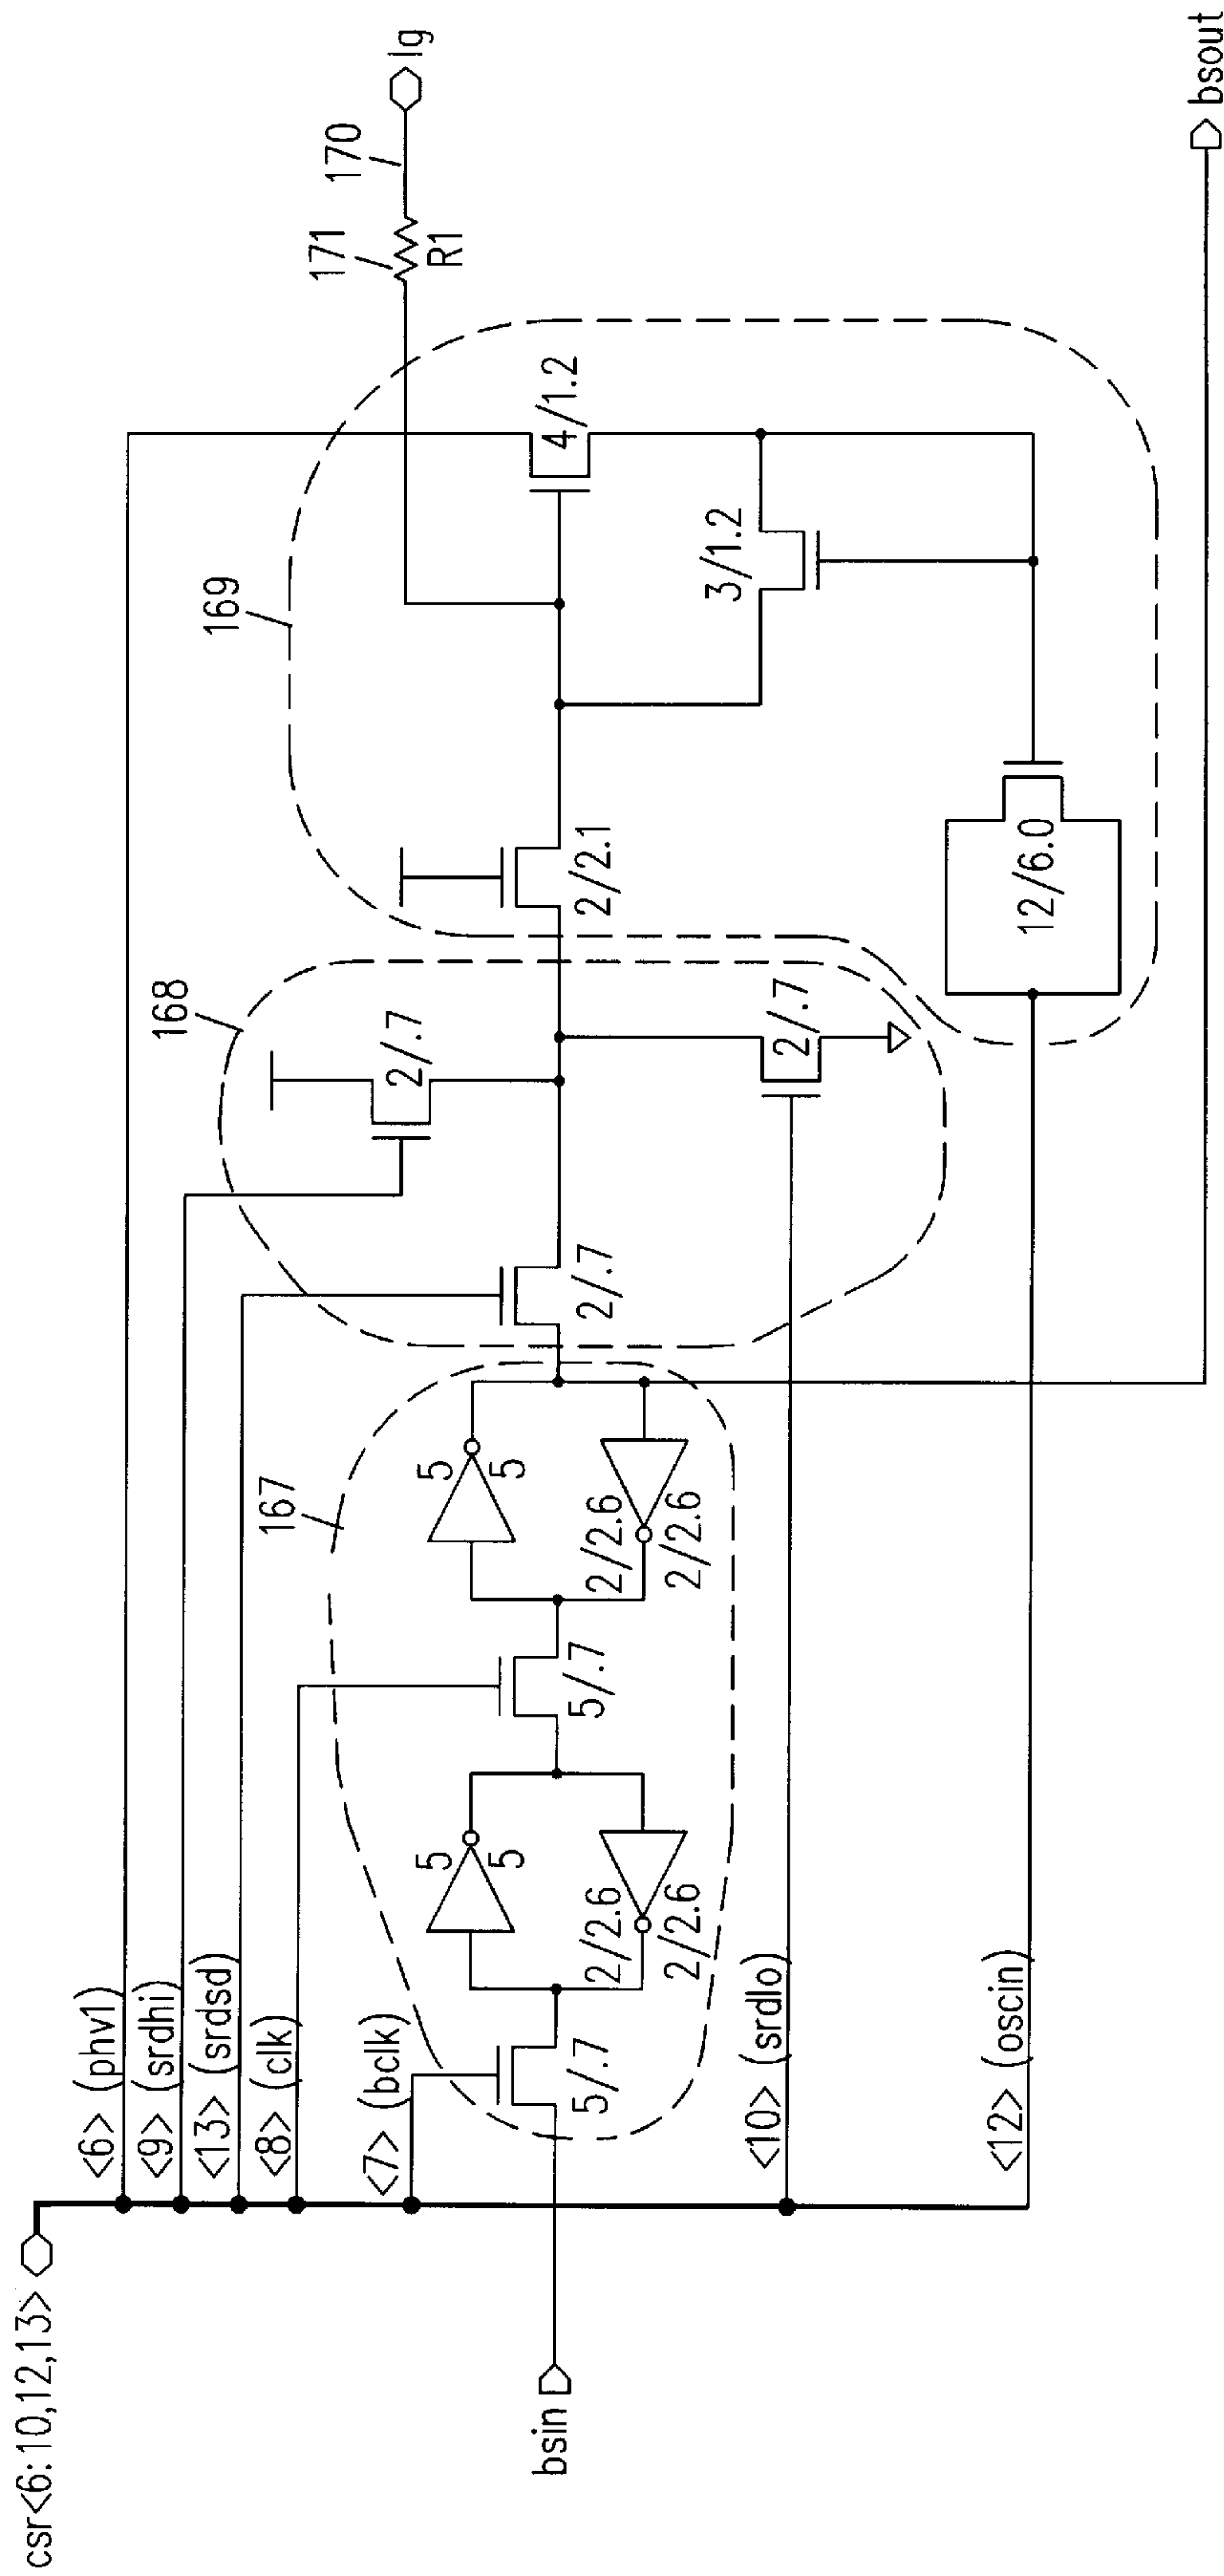 csr<6:10,12,13>
<6> (phv1)
<9> (srdhi)
<13> (srdsd)
<8> (clk)
<7> (bclk)
<10> (srdlo)
<12> (oscin)
bsin
5/.7
5
5
2/2.6
2/2.6
5/.7
167
5
5
2/2.6
2/2.6
2/.7
168
2/.7
2/.7
2/2.1
169
12/6.0
3/1.2
4/1.2
171
R1
170
lg
bsout